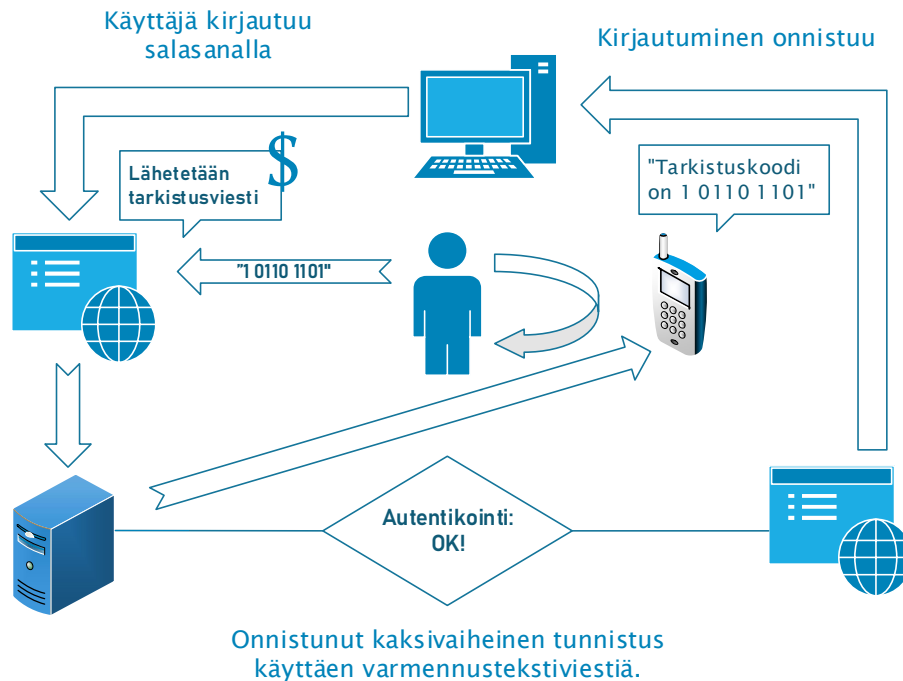 Käyttäjä kirjautuu
salasanalla
Kirjautuminen onnistuu
Lähetetään
tarkistusviesti
$
"Tarkistuskoodi
on 1 0110 1101"
"1 0110 1101"
Autentikointi:
OK!
Onnistunut kaksivaiheinen tunnistus
käyttäen varmennustekstiviestiä.